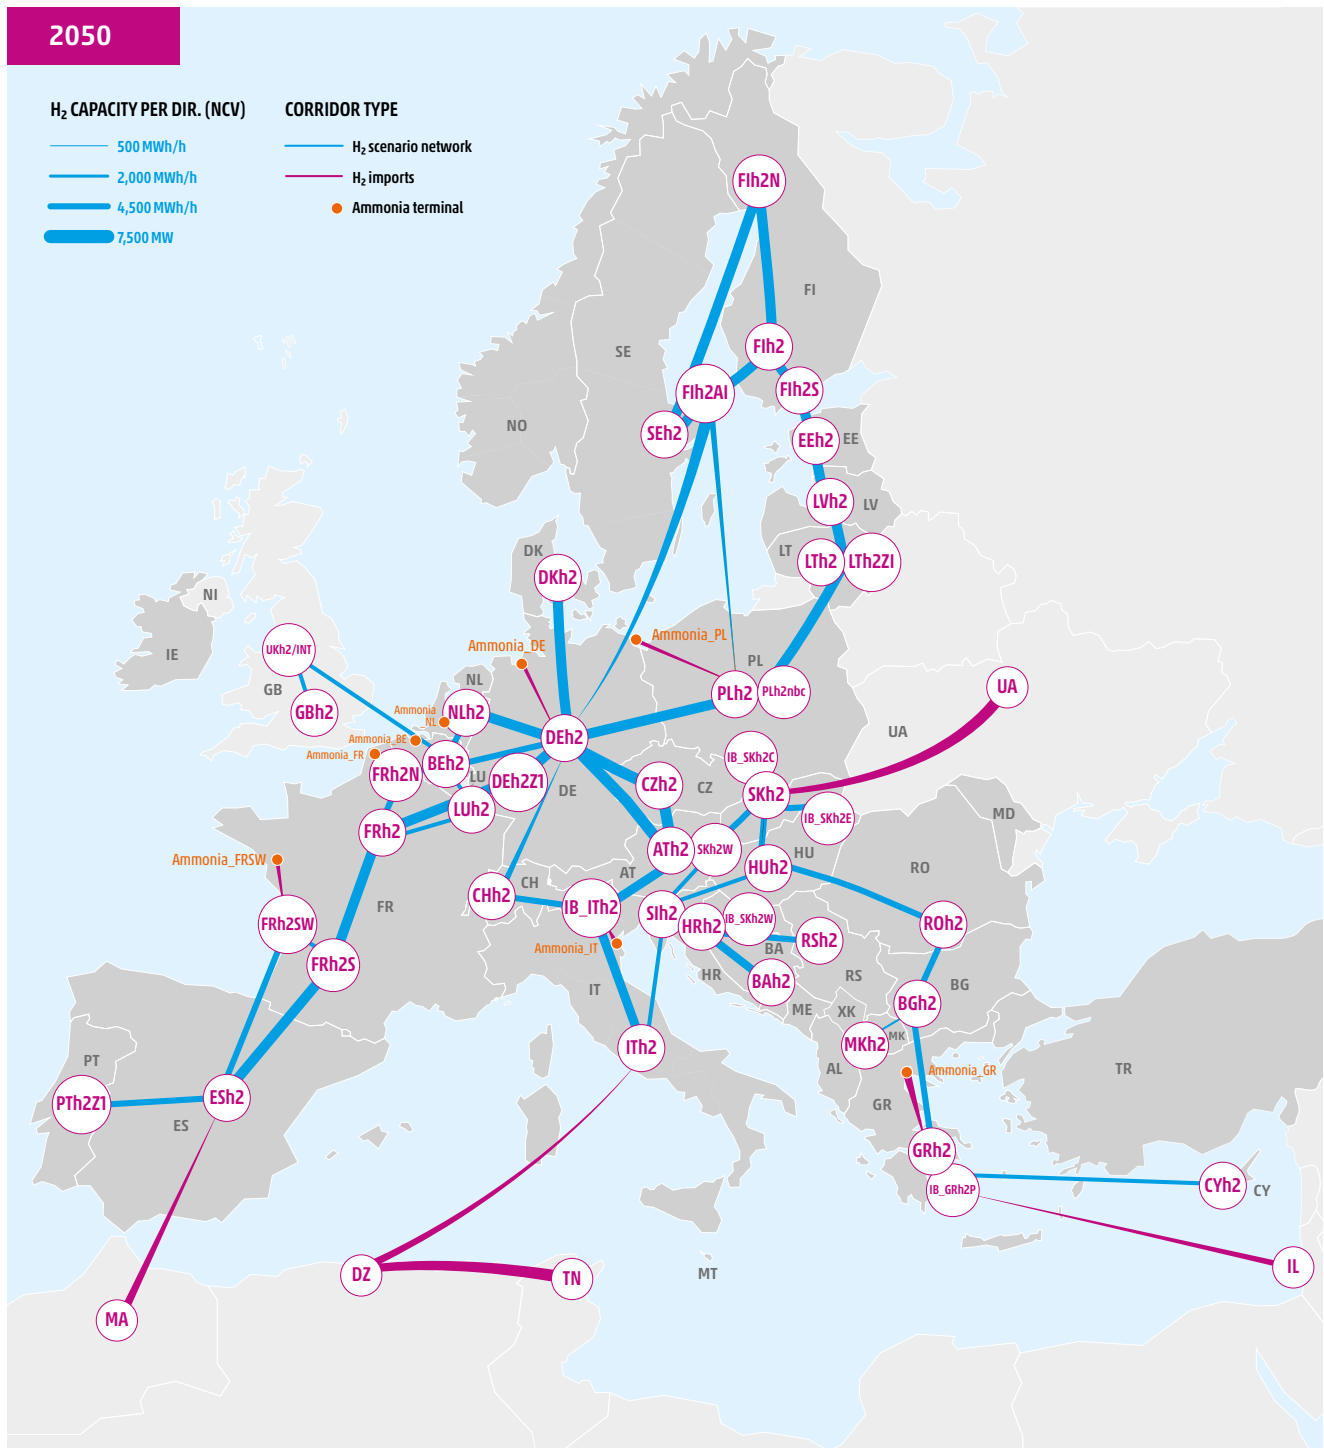 2050
H₂ CAPACITY PER DIR. (NCV)
500 MWh/h
2,000 MWh/h
4,500 MWh/h
7,500 MW
CORRIDOR TYPE
H₂ scenario network
H₂ imports
Ammonia terminal
FIh2N
FI
SE
FIh2
FIh2AI
FIh2S
NO
SEh2
EEh2
EE
LVh2
LV
DK
LT
LTh2
LTh2ZI
DKh2
NI
IE
UKh2/INT
GB
GBh2
Ammonia_DE
Ammonia_PL
PL
NL
PLh2
PLh2nbc
UA
UA
Ammonia
_NL
NLh2
Ammonia_BE
Ammonia_FR
DEh2
BEh2
FRh2N
LU
DEh2Z1
DE
LUh2
CZh2
CZ
IB_SKh2C
SKh2
IB_SKh2E
MD
FRh2
ATh2
SKh2W
HU
HUh2
RO
Ammonia_FRSW
AT
CH
CHh2
FR
IB_ITh2
SIh2
HRh2
IB_SKh2W
BA
RSh2
ROh2
FRh2SW
Ammonia_IT
FRh2S
IT
HR
BAh2
RS
BG
ME
XK
BGh2
MK
MKh2
ITh2
PT
PTh2Z1
ESh2
ES
AL
Ammonia_GR
GR
TR
GRh2
IB_GRh2P
CYh2
CY
DZ
TN
MT
IL
MA